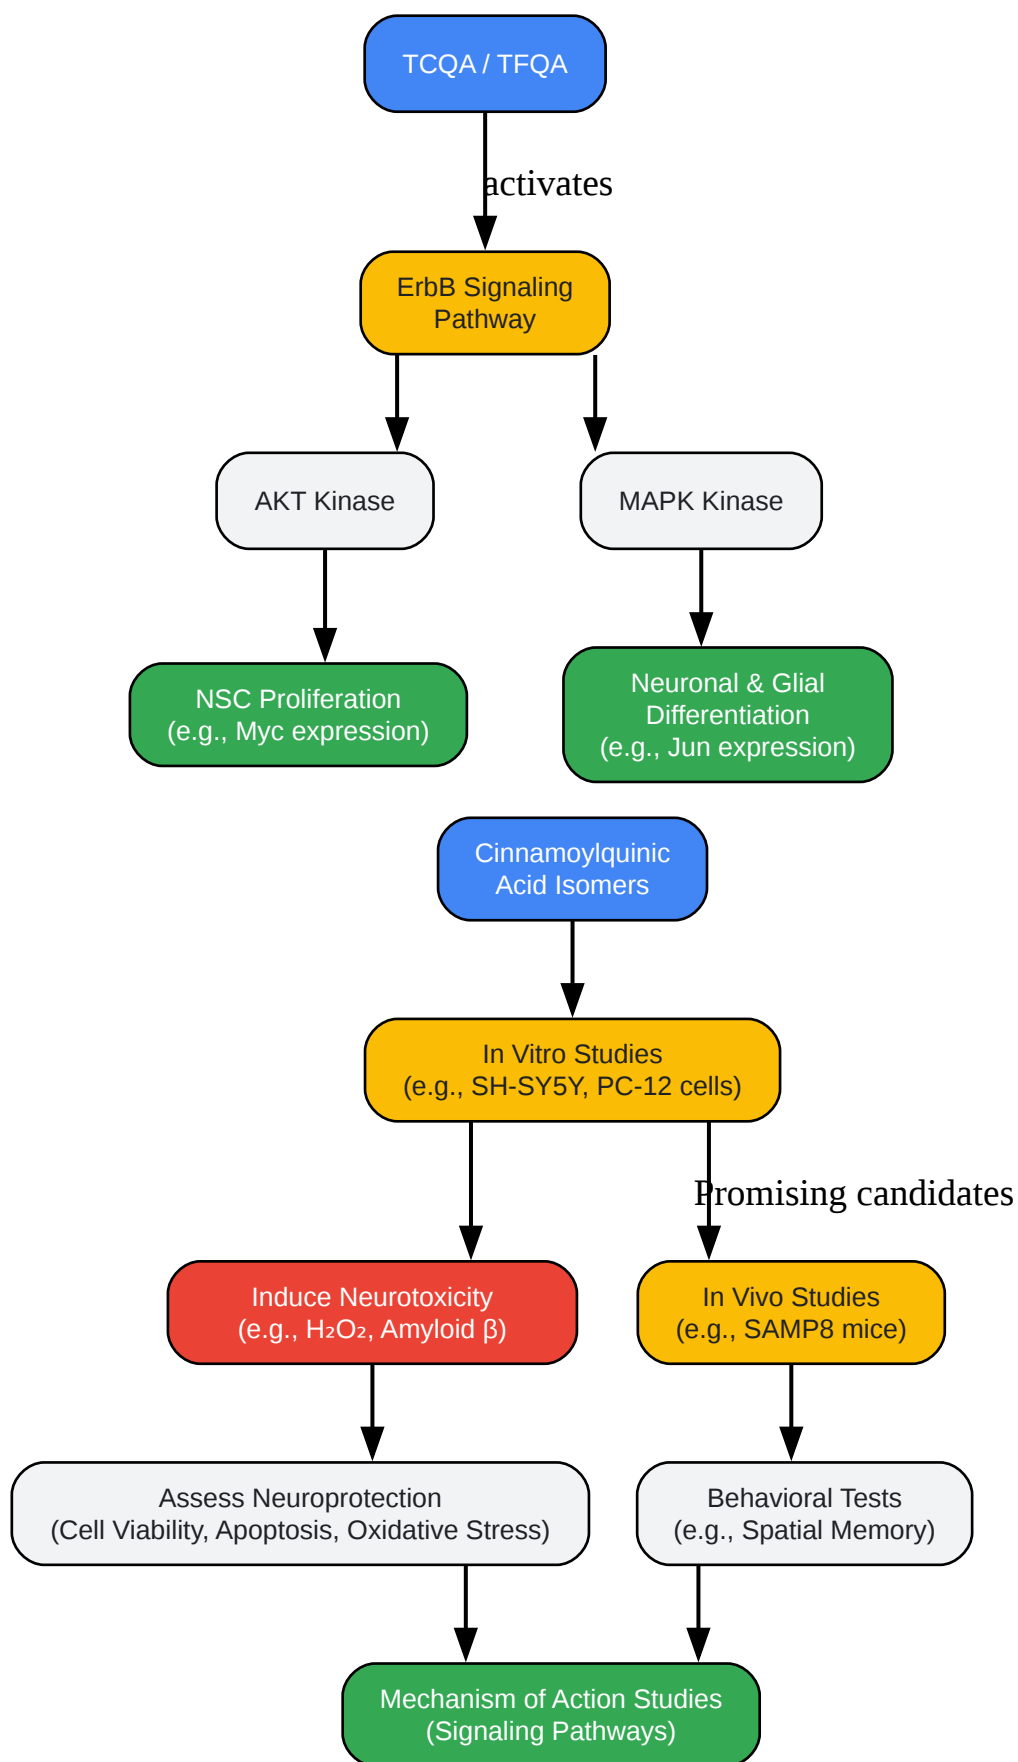 TCQA / TFQA
activates
ErbB Signaling
Pathway
AKT Kinase
MAPK Kinase
NSC Proliferation
(e.g., Myc expression)
Neuronal & Glial
Differentiation
(e.g., Jun expression)
Cinnamoylquinic
Acid Isomers
In Vitro Studies
(e.g., SH-SY5Y, PC-12 cells)
Promising candidates
Induce Neurotoxicity
(e.g., H₂O₂, Amyloid β)
In Vivo Studies
(e.g., SAMP8 mice)
Assess Neuroprotection
(Cell Viability, Apoptosis, Oxidative Stress)
Behavioral Tests
(e.g., Spatial Memory)
Mechanism of Action Studies
(Signaling Pathways)